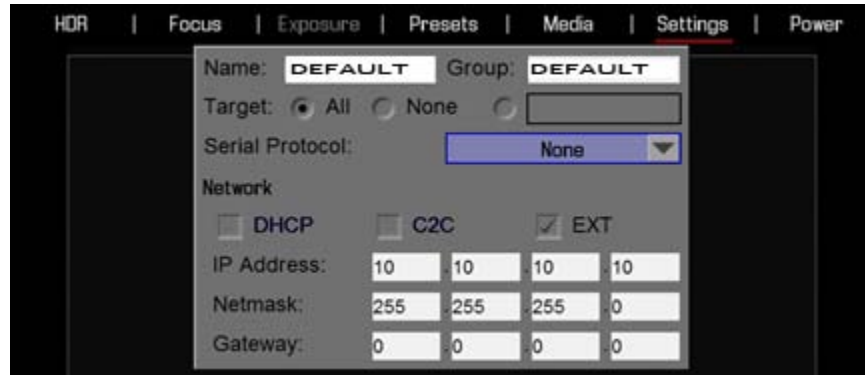 HDR | Focus | Exposure | Presets | Media | Settings | Power
Name: DEFAULT Group: DEFAULT
Target: All None
Serial Protocol: None
Network
DHCP C2C EXT
IP Address: 10 .10 .10 .10
Netmask: 255 .255 .255 .0
Gateway: 0 .0 .0 .0